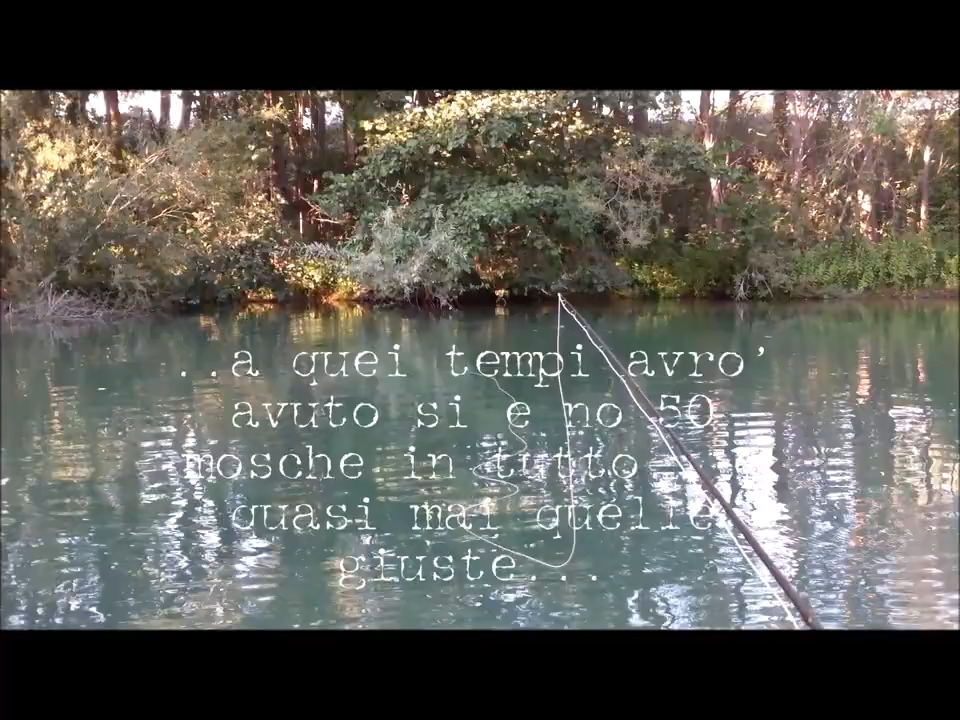 ..a quei tempi avro'
avuto si e no 50
mosche in tutto e
quasi mai quelle
giuste...